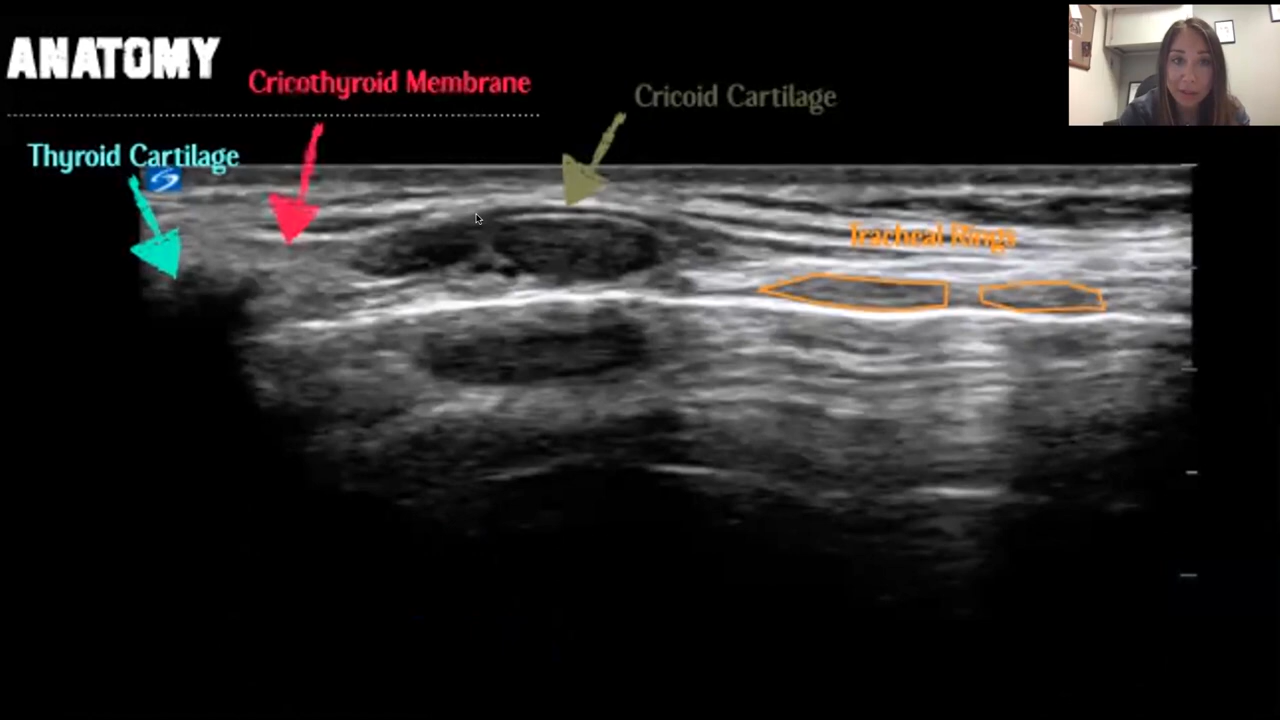 ANATOMY
Cricothyroid Membrane
Cricoid Cartilage
Thyroid Cartilage
Tracheal Rings